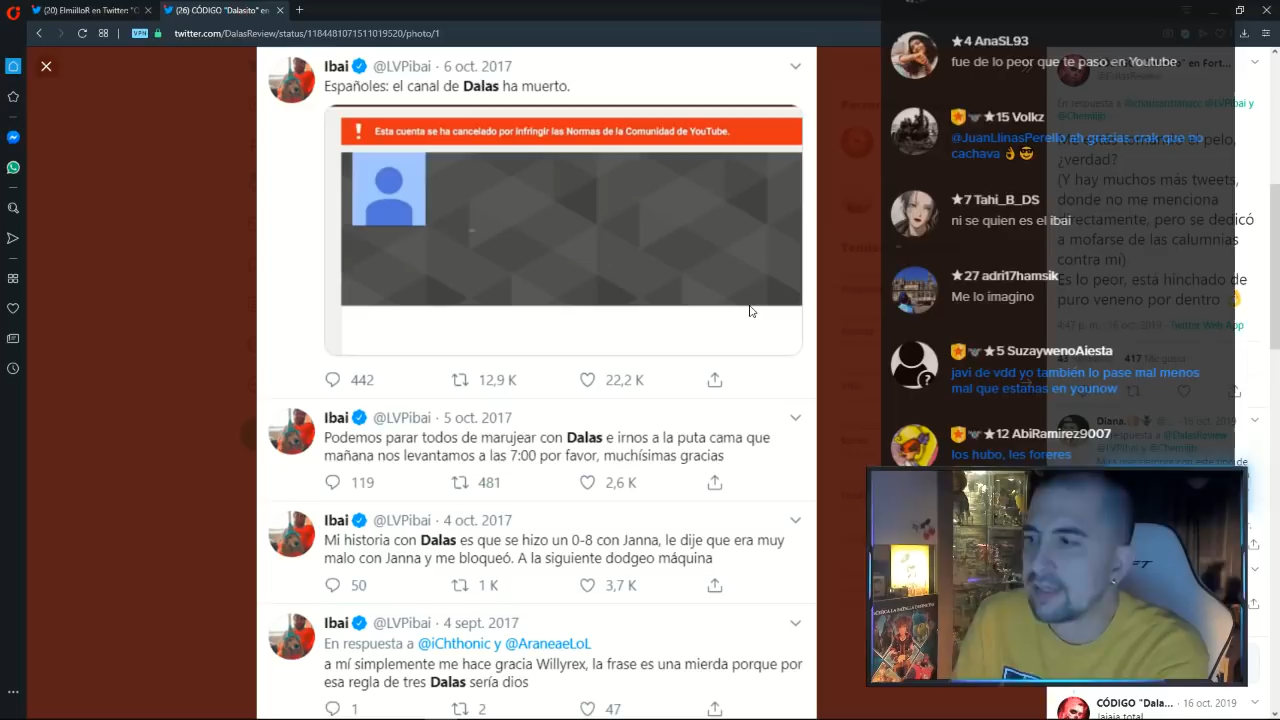 (20) EmiilloR en Twitter: "C
(26) CÓDIGO "Dalasito" en
VPN
twitter.com/DalasReview/status/1184481071511019520/photo/1
Ibai @LVPibai · 6 oct. 2017
Españoles: el canal de Dalas ha muerto.
Esta cuenta se ha cancelado por infringir las Normas de la Comunidad de YouTube.
442 12,9 K 22,2 K
Ibai @LVPibai · 5 oct. 2017
Podemos parar todos de marujear con Dalas e irnos a la puta cama que
mañana nos levantamos a las 7:00 por favor, muchísimas gracias
119 481 2,6 K
Ibai @LVPibai · 4 oct. 2017
Mi historia con Dalas es que se hizo un 0-8 con Janna, le dije que era muy
malo con Janna y me bloqueó. A la siguiente dodgeo máquina
50 1 K 3,7 K
Ibai @LVPibai · 4 sept. 2017
En respuesta a @iChthonic y @AraneaeLoL
a mí simplemente me hace gracia Willyrex, la frase es una mierda porque por
esa regla de tres Dalas sería dios
1 2 47
★4 AnaSL93
fue de lo peor que te paso en Youtube
★15 Volkz
@JuanLlinasPerello ah gracias crak que no
cachava
★7 Tahi_B_DS
ni se quien es el ibai
★27 adri17hamsik
Me lo imagino
★5 SuzaywenoAiesta
javi de vdd yo también lo pase mal menos
mal que estañas en younow
★12 AbiRamirez9007
los hubo, les foreres
¿verdad?
(Y hay muchos más tweets,
donde no me menciona
directamente, pero se dedicó
a mofarse de las calumnias
contra mí)
Es lo peor, está hinchado de
puro veneno por dentro
4:47 p. m. · 16 oct. 2019 · Twitter Web App
417 Me gusta
CÓDIGO "Dala... · 16 oct. 2019
jajaja total